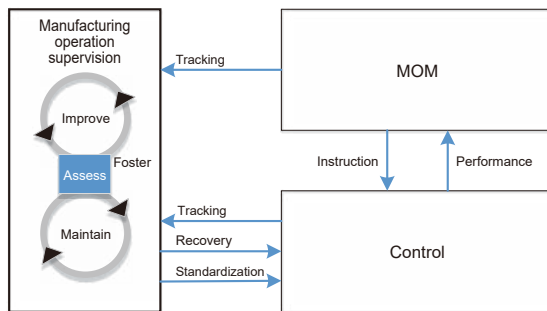 Manufacturing
operation
supervision
Improve
Assess
Foster
Maintain
Tracking
MOM
Instruction
Performance
Tracking
Recovery
Standardization
Control